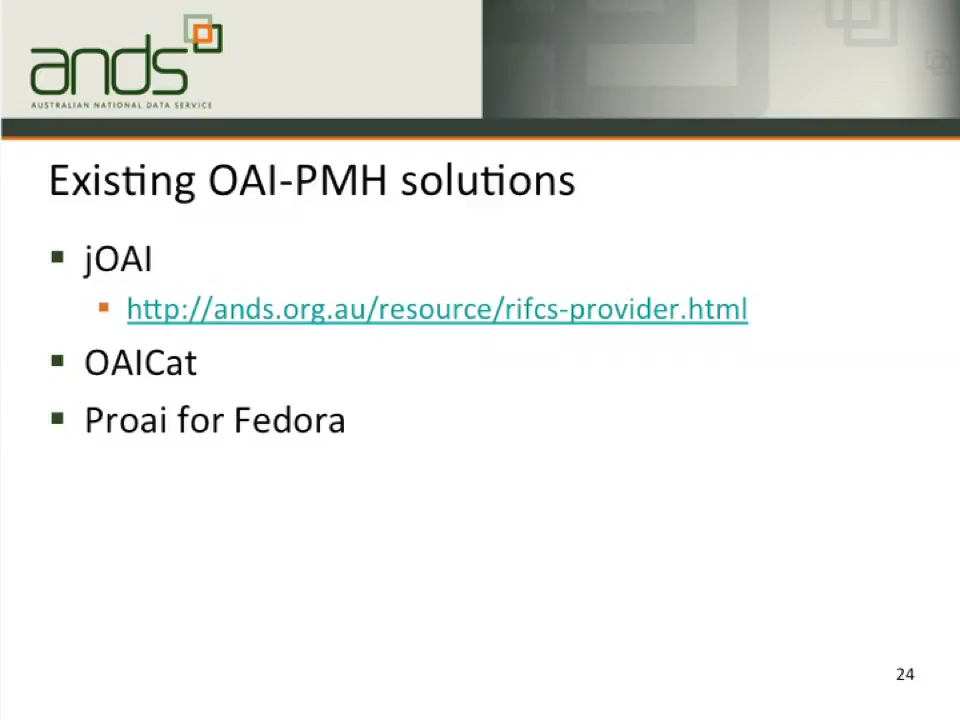 ands
AUSTRALIAN NATIONAL DATA SERVICE
Existing OAI-PMH solutions
jOAI
http://ands.org.au/resource/rifcs-provider.html
OAICat
Proai for Fedora
24